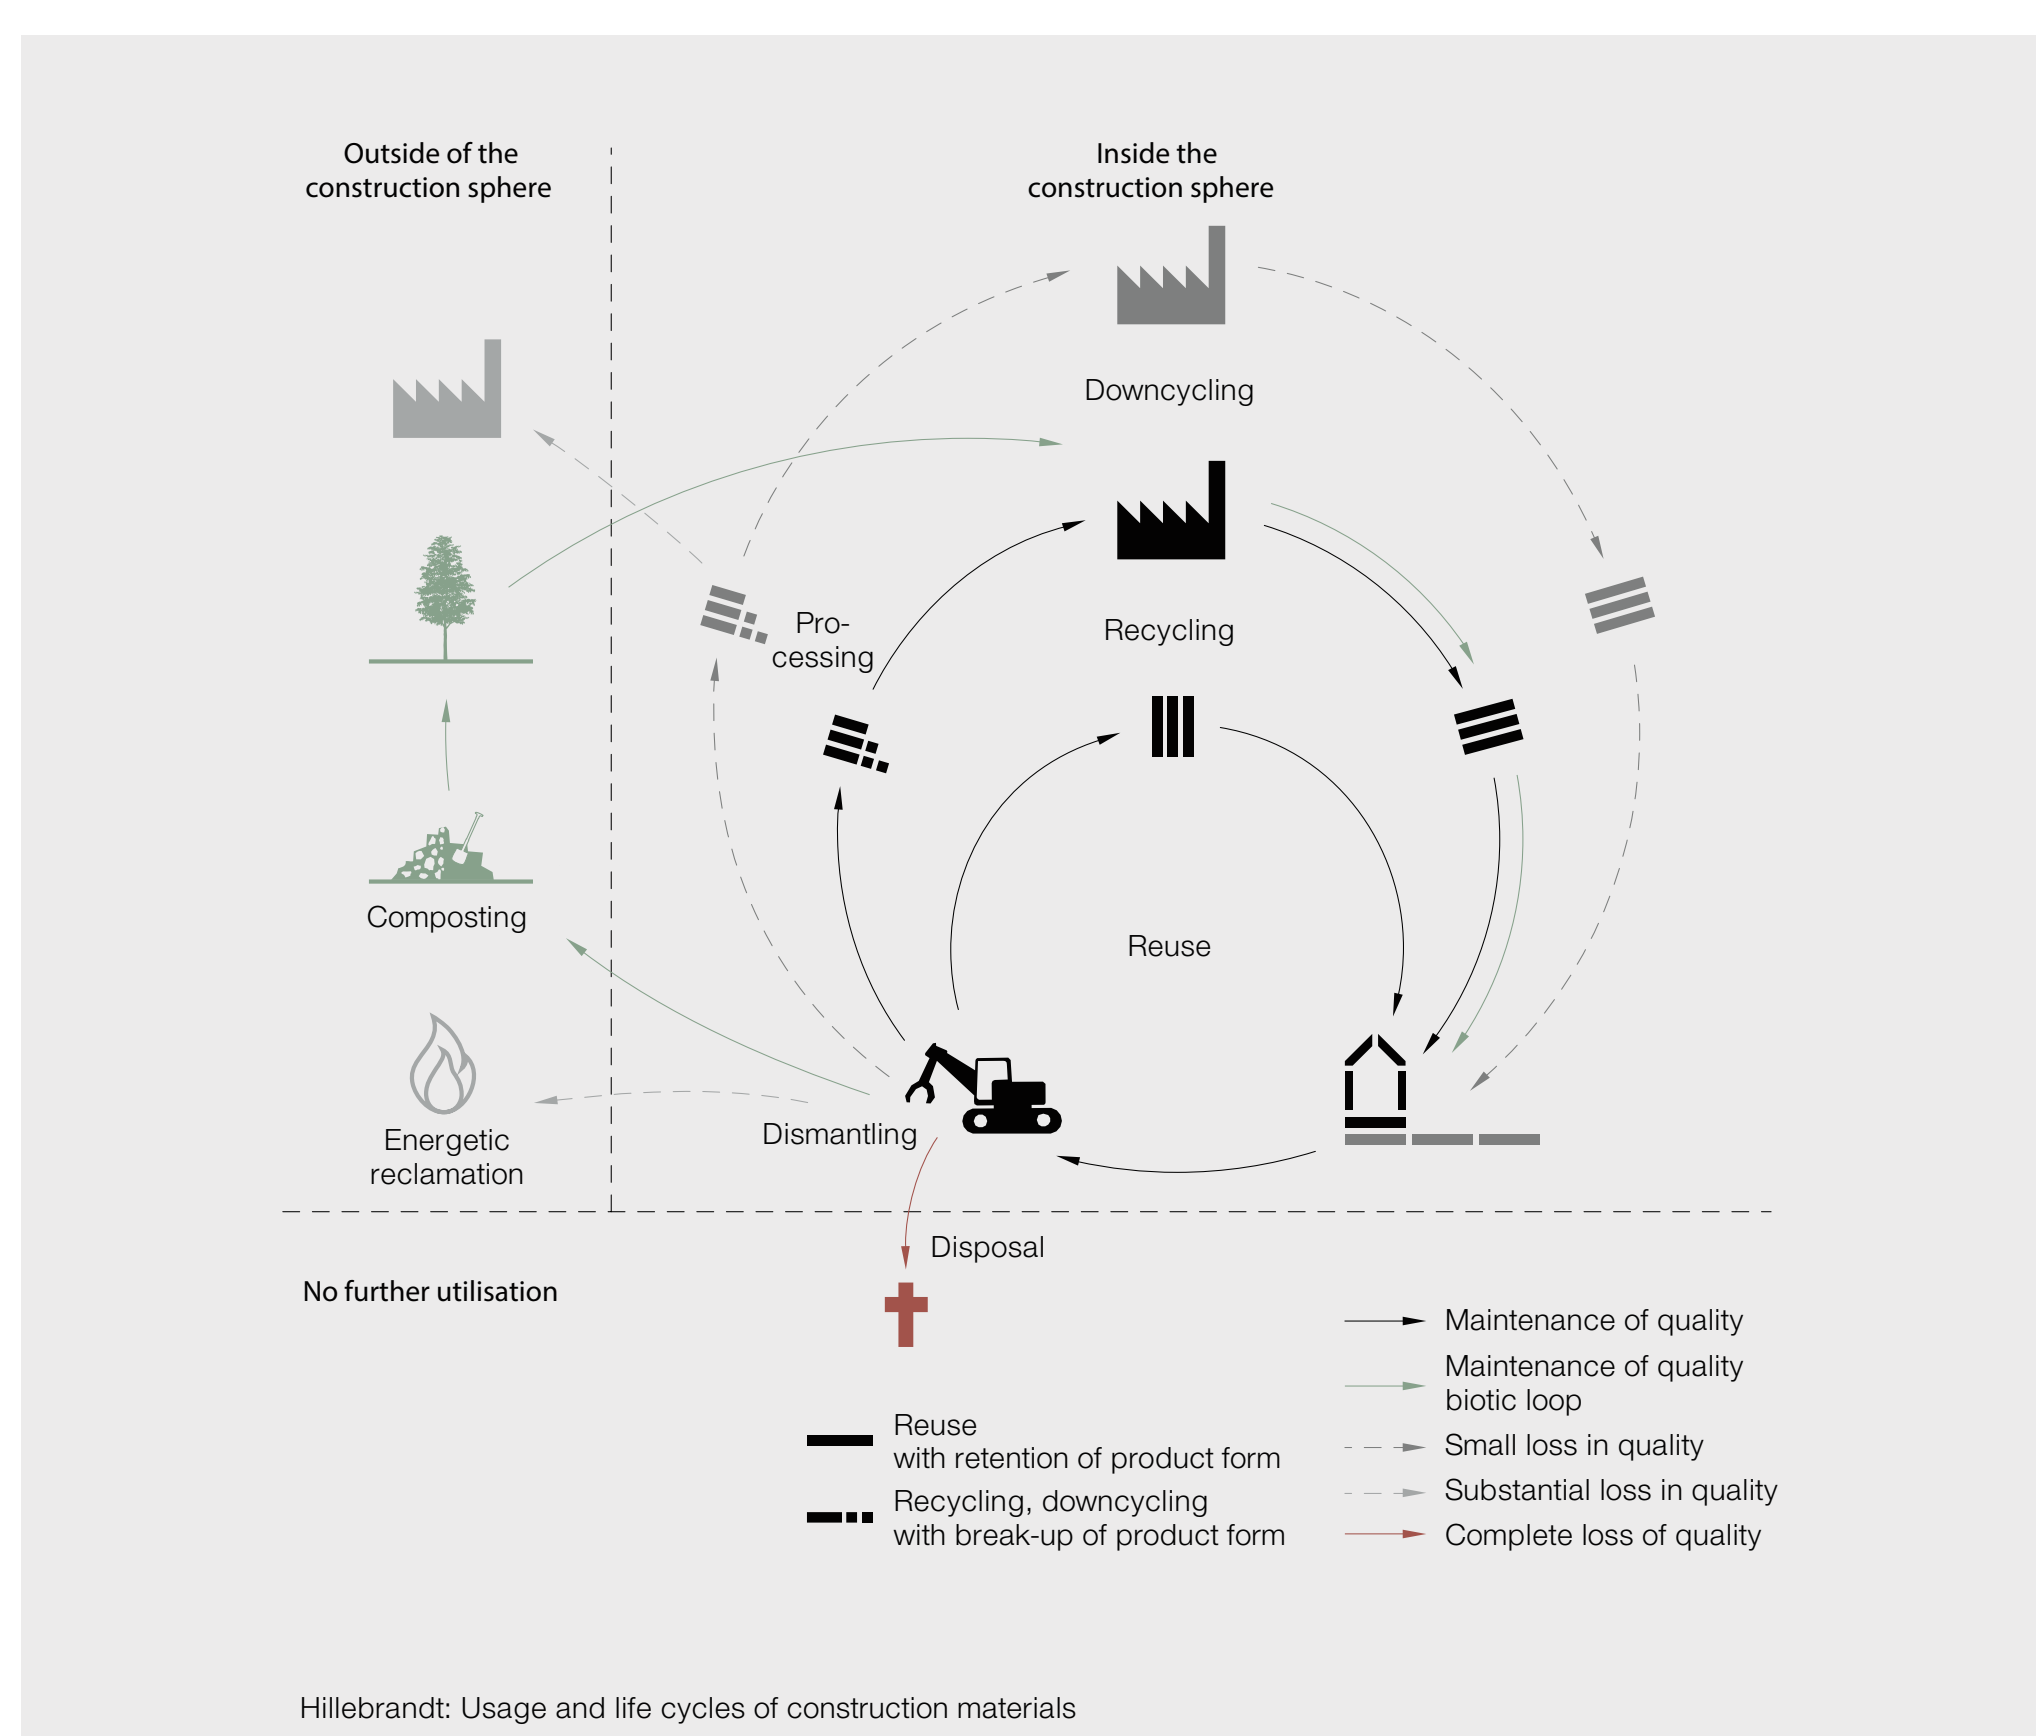 Outside of the
construction sphere
Inside the
construction sphere
Downcycling
Pro-
cessing
Recycling
Composting
Reuse
Energetic
reclamation
Dismantling
Disposal
No further utilisation
Reuse
with retention of product form
Recycling, downcycling
with break-up of product form
Maintenance of quality
Maintenance of quality
biotic loop
Small loss in quality
Substantial loss in quality
Complete loss of quality
Hillebrandt: Usage and life cycles of construction materials